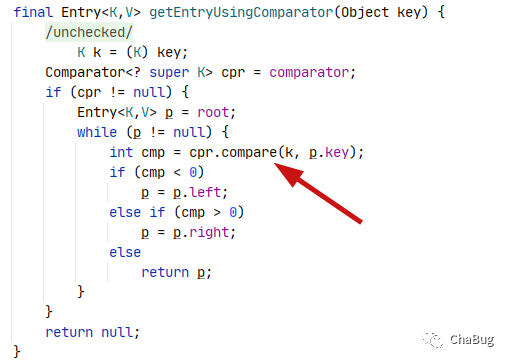 final Entry<K,V> getEntryUsingComparator(Object key) {
/unchecked/
K k = (K) key;
Comparator<? super K> cpr = comparator;
if (cpr != null) {
Entry<K,V> p = root;
while (p != null) {
int cmp = cpr.compare(k, p.key);
if (cmp < 0)
p = p.left;
else if (cmp > 0)
p = p.right;
else
return p;
}
}
return null;
}
ChaBug